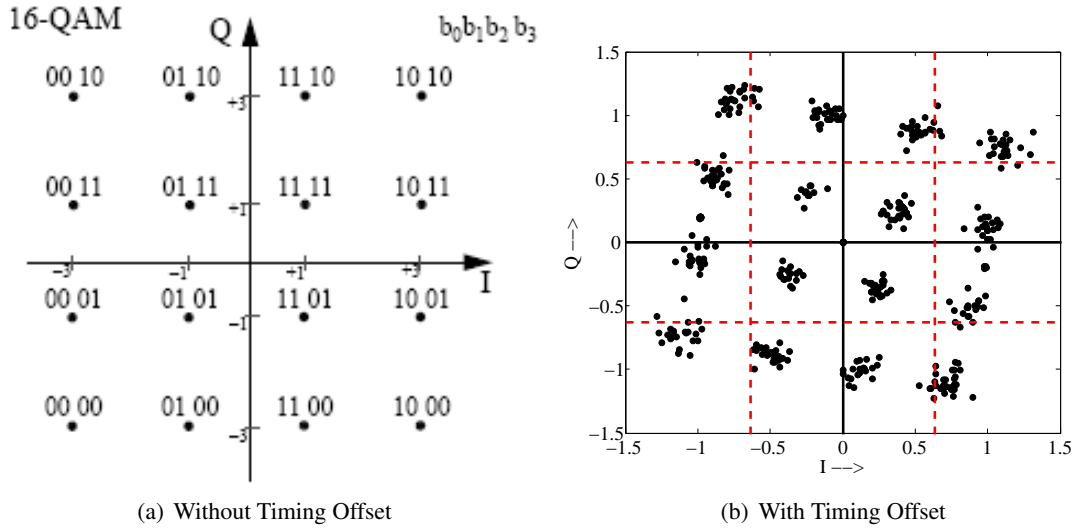 16-QAM
Q
b0b1b2 b3
00 10 01 10 11 10 10 10
+3
00 11 01 11 11 11 10 11
+1
−3 −1 +1 +3
I
00 01 01 01 11 01 10 01
−1
00 00 01 00 11 00 10 00
−3
(a) Without Timing Offset
1.5
1
0.5
0
−0.5
−1
−1.5
Q −−>
−1.5 −1 −0.5 0 0.5 1 1.5
I −−>
(b) With Timing Offset